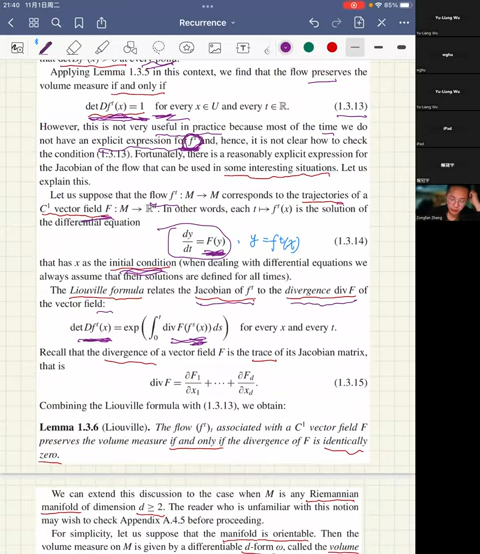 21:40 11月1日周二
85%
Recurrence
Applying Lemma 1.3.5 in this context, we find that the flow preserves the
volume measure if and only if
det Df^t(x) = 1 for every x ∈ U and every t ∈ ℝ. (1.3.13)
However, this is not very useful in practice because most of the time we do
not have an explicit expression for f^t and, hence, it is not clear how to check
the condition (1.3.13). Fortunately, there is a reasonably explicit expression for
the Jacobian of the flow that can be used in some interesting situations. Let us
explain this.
Let us suppose that the flow f^t : M → M corresponds to the trajectories of a
C^1 vector field F : M → ℝ^d. In other words, each t ↦ f^t(x) is the solution of
the differential equation
dy/dt = F(y) , y = f^t(x) (1.3.14)
that has x as the initial condition (when dealing with differential equations we
always assume that their solutions are defined for all times).
The Liouville formula relates the Jacobian of f^t to the divergence div F of
the vector field:
det Df^t(x) = exp(∫_0^t div F(f^s(x)) ds) for every x and every t.
Recall that the divergence of a vector field F is the trace of its Jacobian matrix,
that is
div F = ∂F_1/∂x_1 + ⋯ + ∂F_d/∂x_d. (1.3.15)
Combining the Liouville formula with (1.3.13), we obtain:
Lemma 1.3.6 (Liouville). The flow (f^t)_t associated with a C^1 vector field F
preserves the volume measure if and only if the divergence of F is identically
zero.
We can extend this discussion to the case when M is any Riemannian
manifold of dimension d ≥ 2. The reader who is unfamiliar with this notion
may wish to check Appendix A.4.5 before proceeding.
For simplicity, let us suppose that the manifold is orientable. Then the
volume measure on M is given by a differentiable d-form ω, called the volume
Yu-Liang Wu
Yu-Liang Wu
wghu
wghu
iPad
iPad
Zonglian Zhang